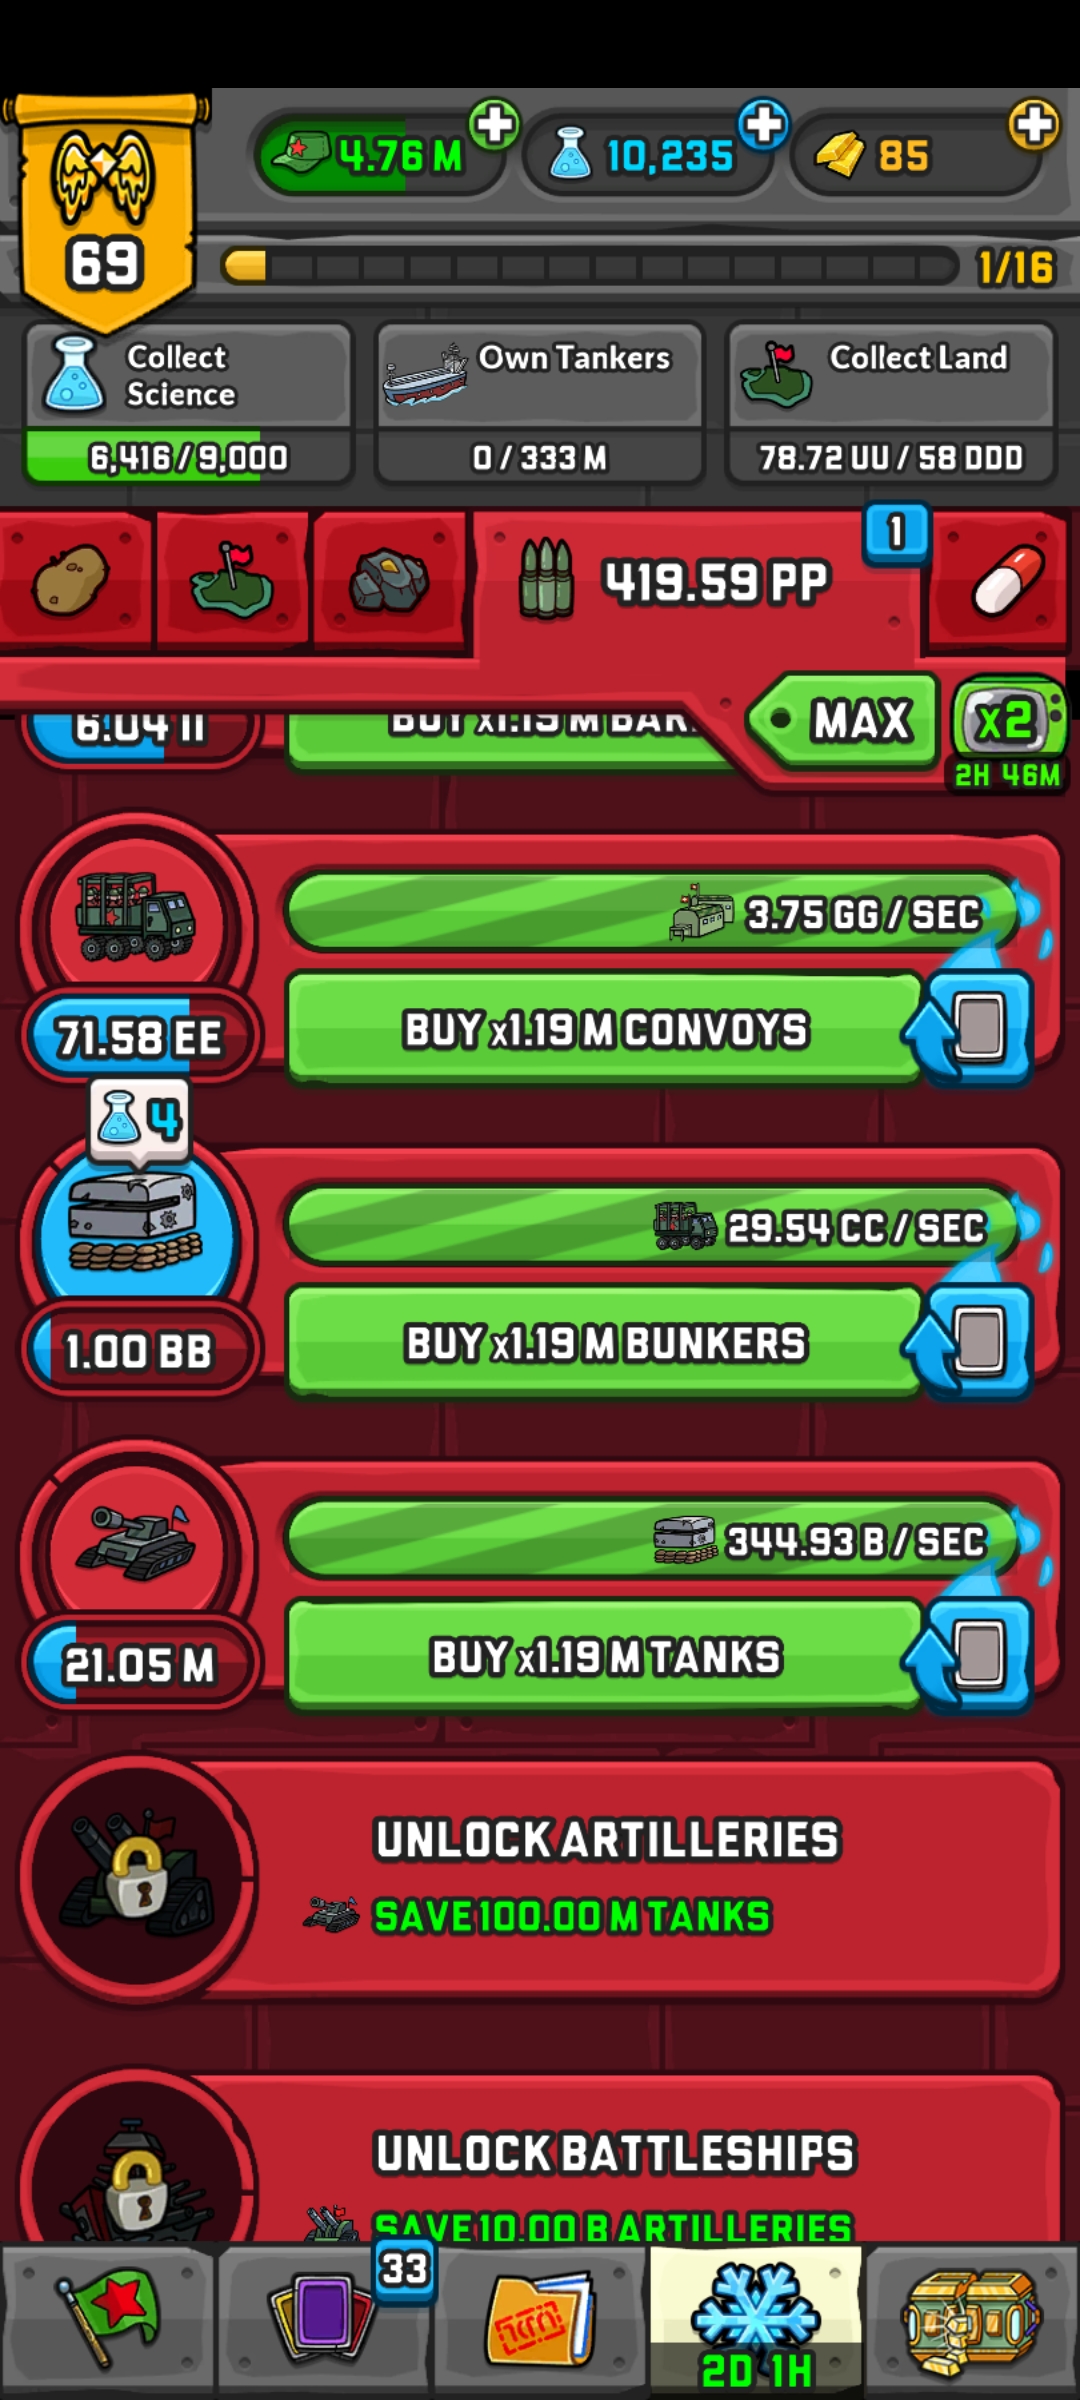 4.76 M
10,235
85
69
1/16
Collect
Science
6,416/9,000
Own Tankers
0/333 M
Collect Land
78.72 UU/58 DDD
1
419.59 PP
MAX
x2
2H 46M
6.04 II
BUY x1.19 M BAR
71.58 EE
3.75 GG/SEC
BUY x1.19 M CONVOYS
4
1.00 BB
29.54 CC/SEC
BUY x1.19 M BUNKERS
21.05 M
344.93 B/SEC
BUY x1.19 M TANKS
UNLOCK ARTILLERIES
SAVE 100.00 M TANKS
UNLOCK BATTLESHIPS
SAVE 10.00 B ARTILLERIES
33
2D 1H